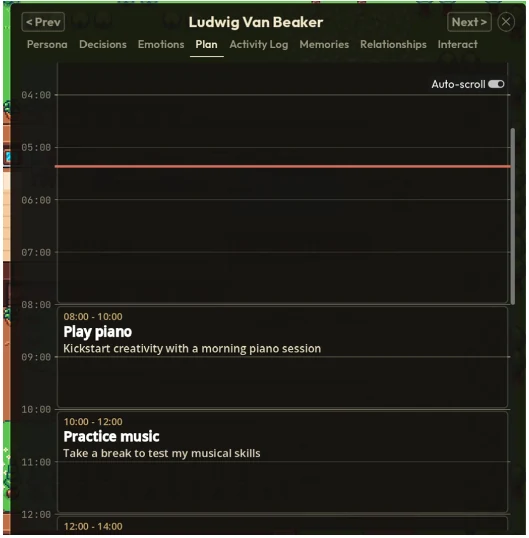 < Prev
Ludwig Van Beaker
Next >
Persona Decisions Emotions Plan Activity Log Memories Relationships Interact
Auto-scroll
04:00
05:00
06:00
07:00
08:00
08:00 - 10:00
Play piano
Kickstart creativity with a morning piano session
09:00
10:00
10:00 - 12:00
Practice music
Take a break to test my musical skills
11:00
12:00
12:00 - 14:00